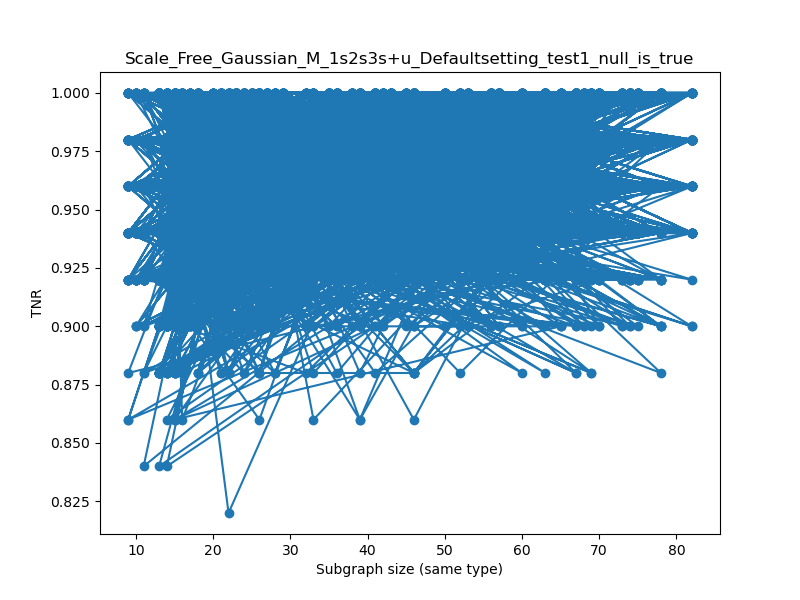 Scale_Free_Gaussian_M_1s2s3s+u_Defaultsetting_test1_null_is_true
1.000
0.975
0.950
0.925
0.900
0.875
0.850
0.825
TNR
10 20 30 40 50 60 70 80
Subgraph size (same type)